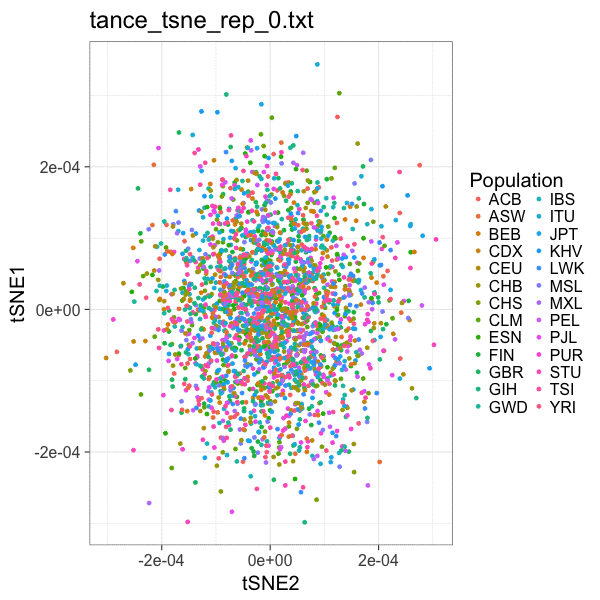 tance_tsne_rep_0.txt
tSNE1
2e-04
0e+00
-2e-04
-2e-04 0e+00 2e-04
tSNE2
Population
ACB IBS
ASW ITU
BEB JPT
CDX KHV
CEU LWK
CHB MSL
CHS MXL
CLM PEL
ESN PJL
FIN PUR
GBR STU
GIH TSI
GWD YRI